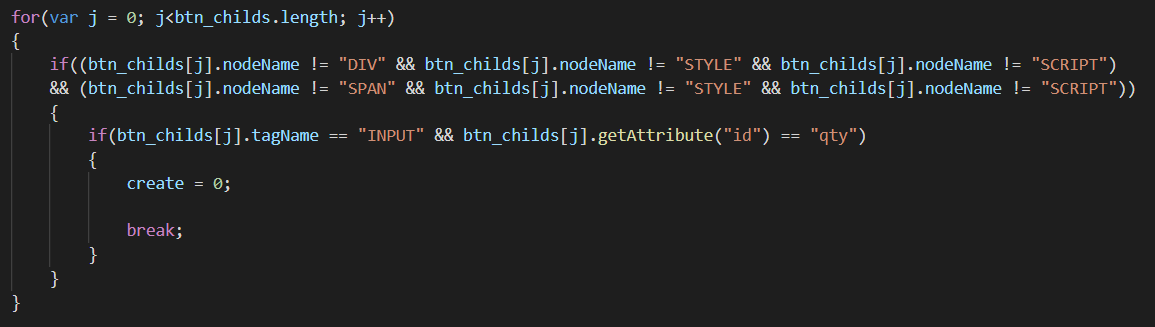 for(var j = 0; j<btn_childs.length; j++)
{
    if((btn_childs[j].nodeName != "DIV" && btn_childs[j].nodeName != "STYLE" && btn_childs[j].nodeName != "SCRIPT")
    && (btn_childs[j].nodeName != "SPAN" && btn_childs[j].nodeName != "STYLE" && btn_childs[j].nodeName != "SCRIPT"))
    {
        if(btn_childs[j].tagName == "INPUT" && btn_childs[j].getAttribute("id") == "qty")
        {
            create = 0;

            break;
        }
    }
}